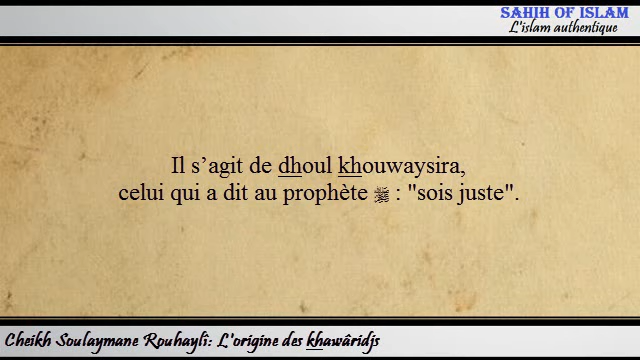 SAHIH OF ISLAM
L'islam authentique
Il s’agit de dhoul khouwaysira,
celui qui a dit au prophète ﷺ : "sois juste".
Cheikh Soulaymane Rouhaylî: L'origine des khawâridjs